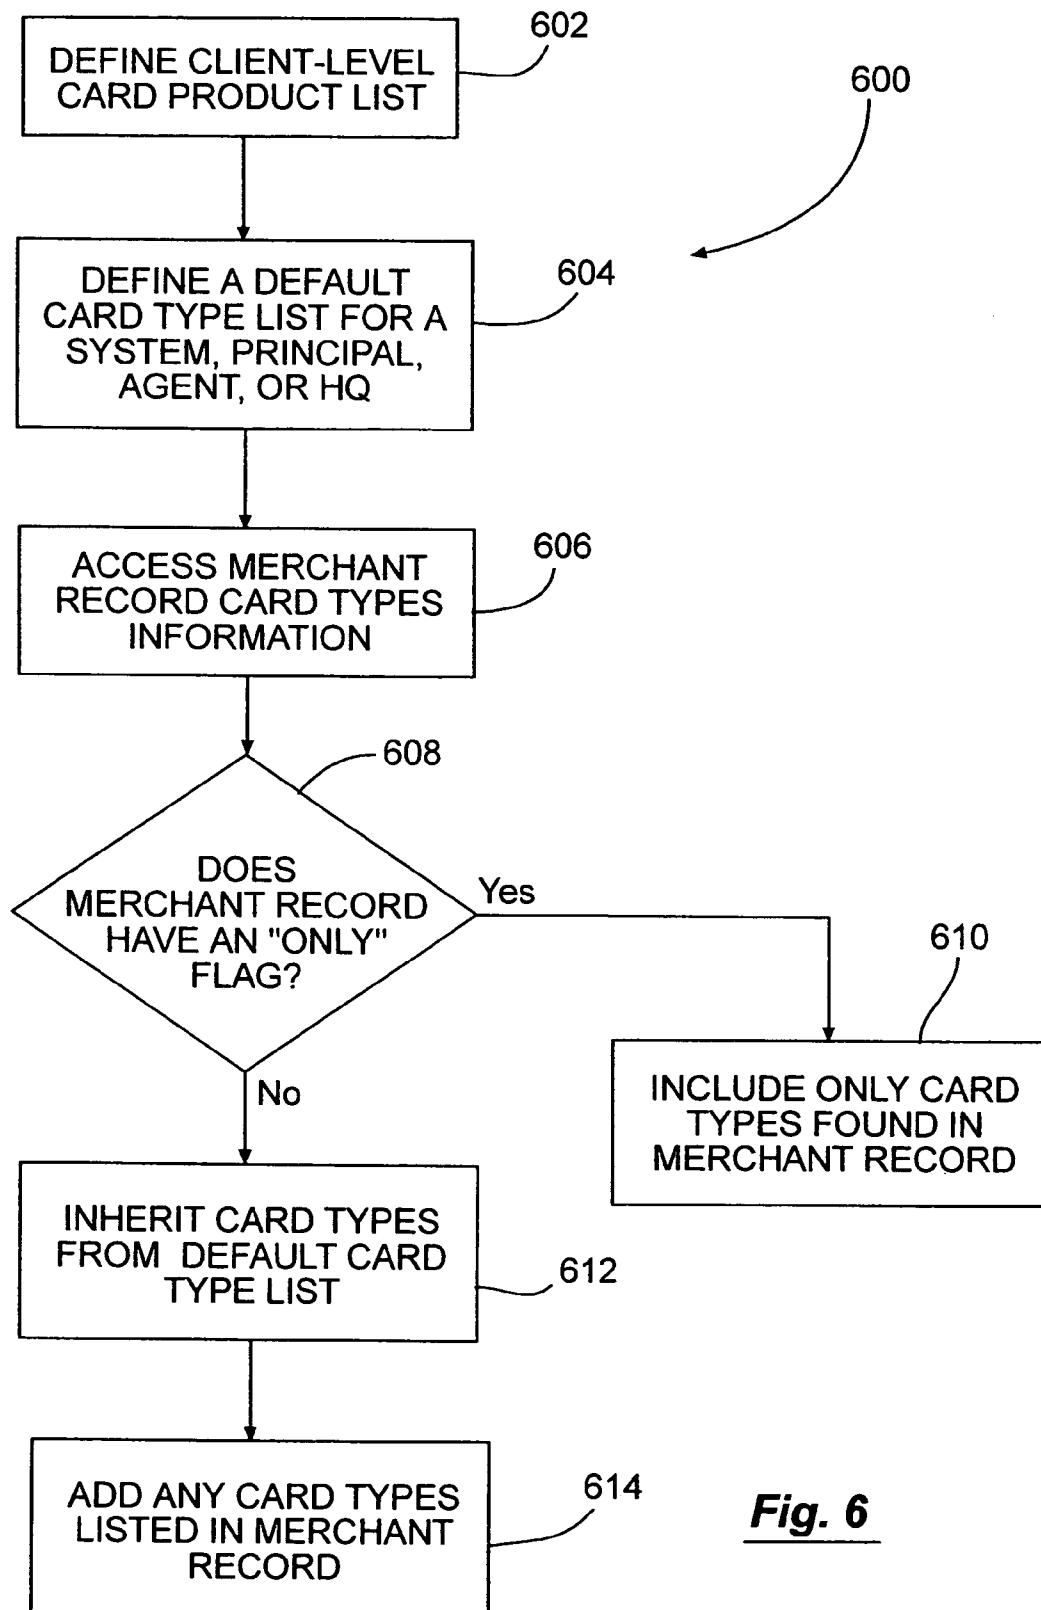 602
DEFINE CLIENT-LEVEL
CARD PRODUCT LIST
600
604
DEFINE A DEFAULT
CARD TYPE LIST FOR A
SYSTEM, PRINCIPAL,
AGENT, OR HQ
606
ACCESS MERCHANT
RECORD CARD TYPES
INFORMATION
608
DOES
MERCHANT RECORD
HAVE AN "ONLY"
FLAG?
Yes
610
INCLUDE ONLY CARD
TYPES FOUND IN
MERCHANT RECORD
No
INHERIT CARD TYPES
FROM DEFAULT CARD
TYPE LIST
612
ADD ANY CARD TYPES
LISTED IN MERCHANT
RECORD
614
Fig. 6